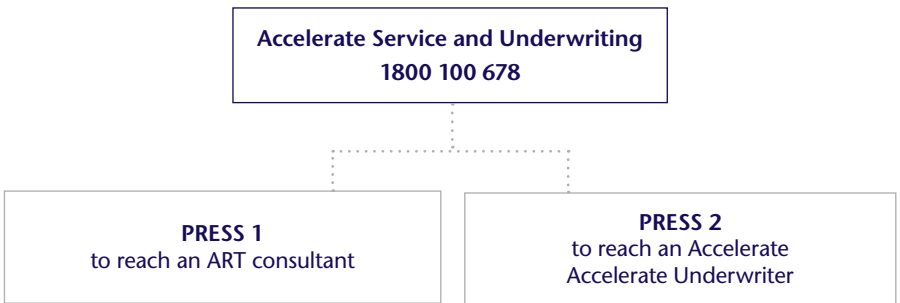 Accelerate Service and Underwriting
1800 100 678
PRESS 1
to reach an ART consultant
PRESS 2
to reach an Accelerate
Accelerate Underwriter